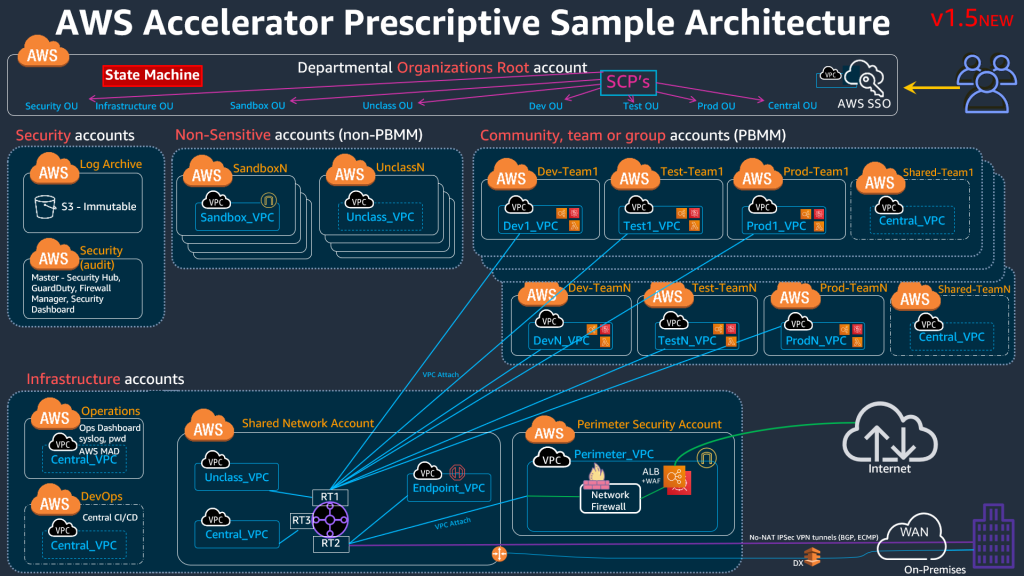 AWS Accelerator Prescriptive Sample Architecture
v1.5NEW
AWS
State Machine
Departmental Organizations Root account
SCP's
VPC
AWS SSO
Security OU
Infrastructure OU
Sandbox OU
Unclass OU
Dev OU
Test OU
Prod OU
Central OU
Security accounts
Non-Sensitive accounts (non-PBMM)
Community, team or group accounts (PBMM)
AWS
Log Archive
S3 - Immutable
AWS
Security
(audit)
Master - Security Hub,
GuardDuty, Firewall
Manager, Security
Dashboard
AWS
SandboxN
VPC
Sandbox_VPC
AWS
UnclassN
VPC
Unclass_VPC
AWS
Dev-Team1
VPC
Dev1_VPC
AWS
Test-Team1
VPC
Test1_VPC
AWS
Prod-Team1
VPC
Prod1_VPC
AWS
Shared-Team1
VPC
Central_VPC
AWS
Dev-TeamN
VPC
DevN_VPC
AWS
Test-TeamN
VPC
TestN_VPC
AWS
Prod-TeamN
VPC
ProdN_VPC
AWS
Shared-TeamN
VPC
Central_VPC
VPC Attach
Infrastructure accounts
AWS
Operations
Ops Dashboard
syslog, pwd
AWS MAD
VPC
Central_VPC
AWS
DevOps
Central CI/CD
VPC
Central_VPC
AWS
Shared Network Account
VPC
Unclass_VPC
VPC
Central_VPC
VPC
Endpoint_VPC
RT1
RT3
RT2
VPC Attach
AWS
Perimeter Security Account
VPC
Perimeter_VPC
ALB
+WAF
Network
Firewall
Internet
No-NAT IPSec VPN tunnels (BGP, ECMP)
DX
WAN
On-Premises